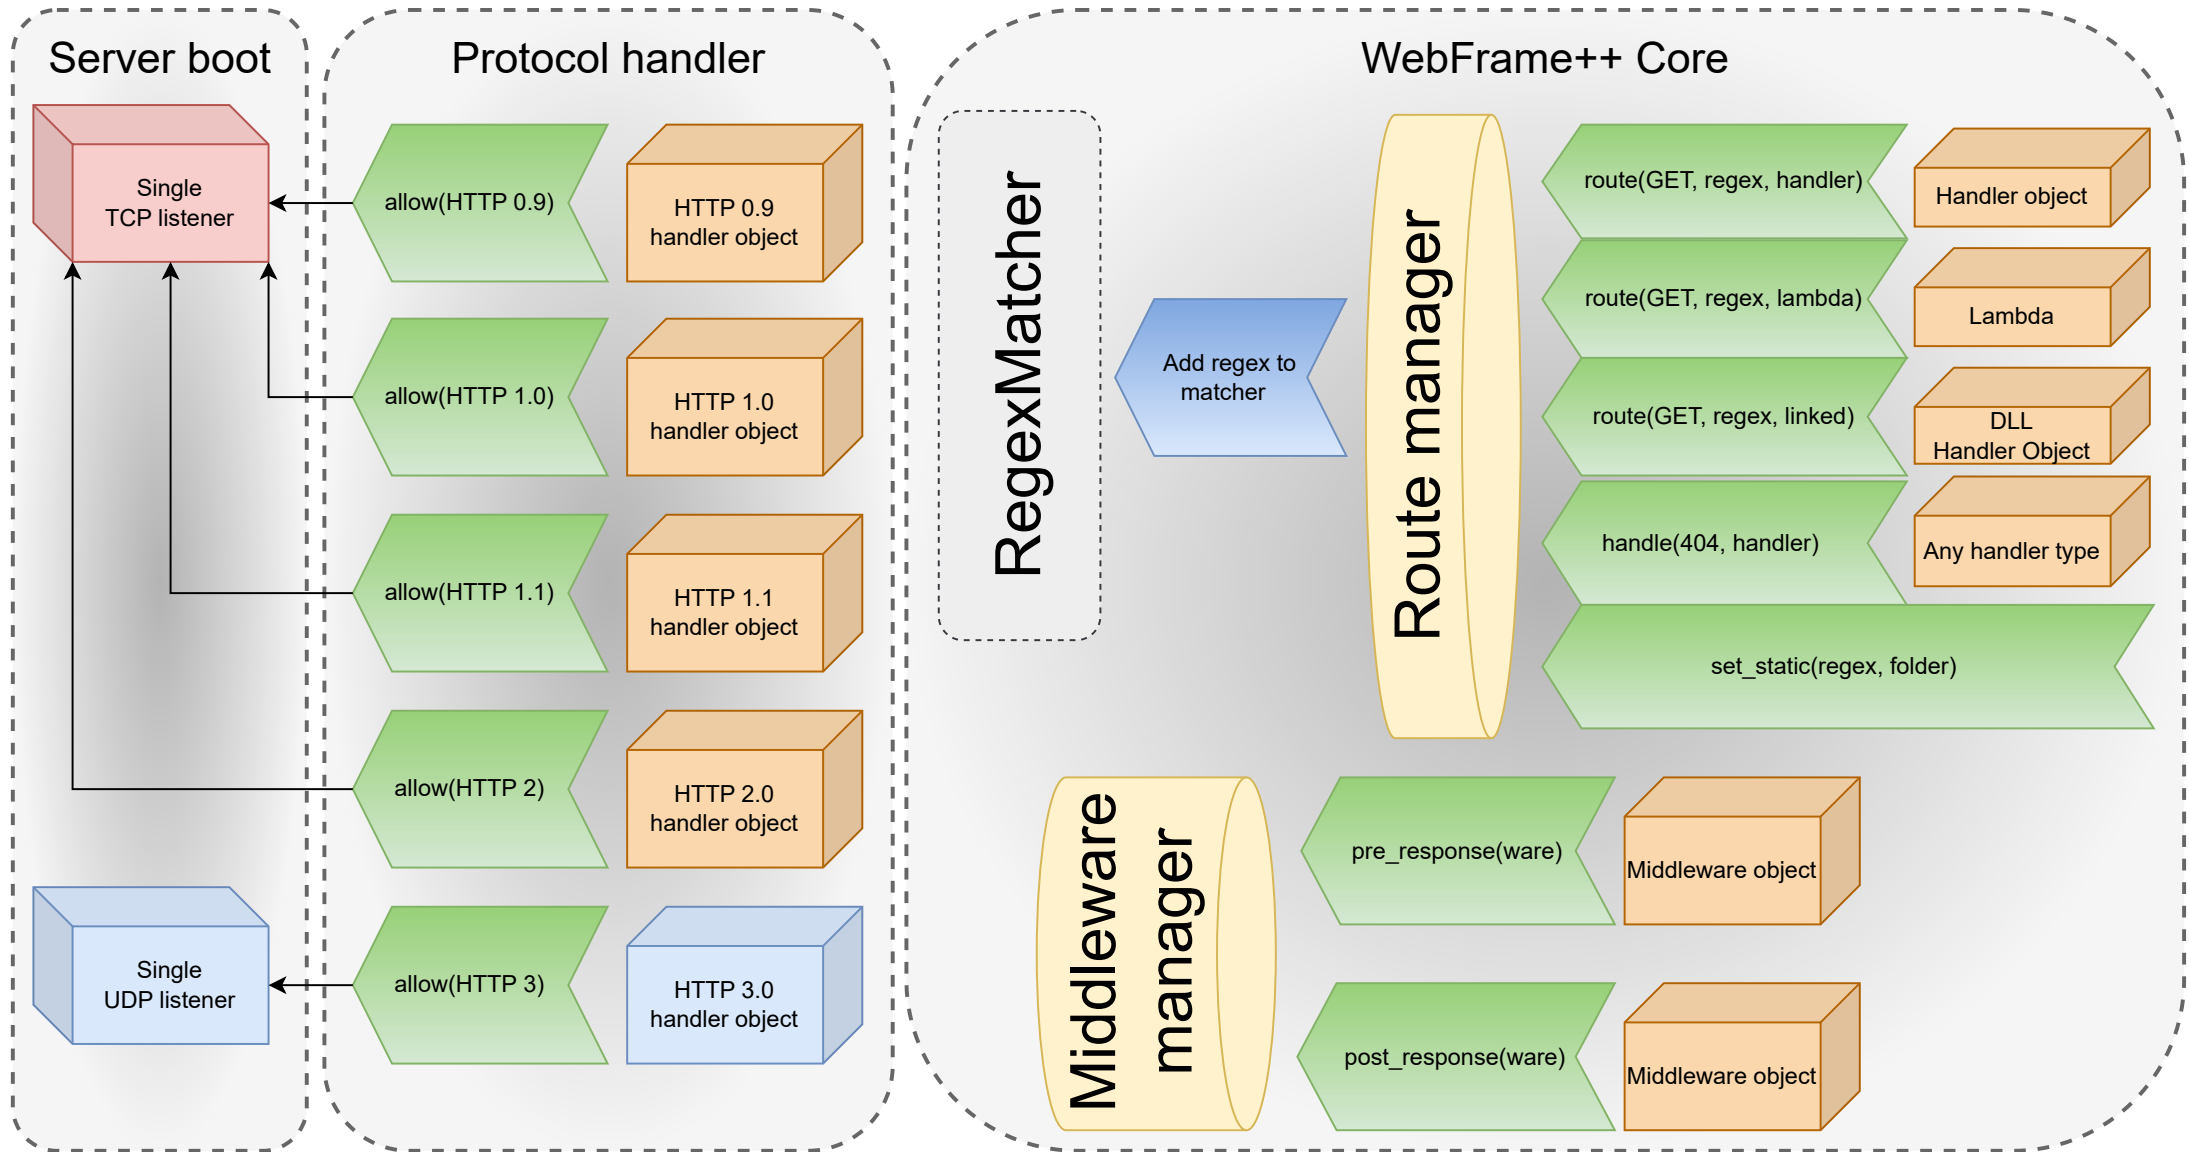 Server boot
Single
TCP listener
Single
UDP listener
Protocol handler
allow(HTTP 0.9)
HTTP 0.9
handler object
allow(HTTP 1.0)
HTTP 1.0
handler object
allow(HTTP 1.1)
HTTP 1.1
handler object
allow(HTTP 2)
HTTP 2.0
handler object
allow(HTTP 3)
HTTP 3.0
handler object
WebFrame++ Core
RegexMatcher
Add regex to
matcher
Route manager
route(GET, regex, handler)
Handler object
route(GET, regex, lambda)
Lambda
route(GET, regex, linked)
DLL
Handler Object
handle(404, handler)
Any handler type
set_static(regex, folder)
Middleware
manager
pre_response(ware)
Middleware object
post_response(ware)
Middleware object